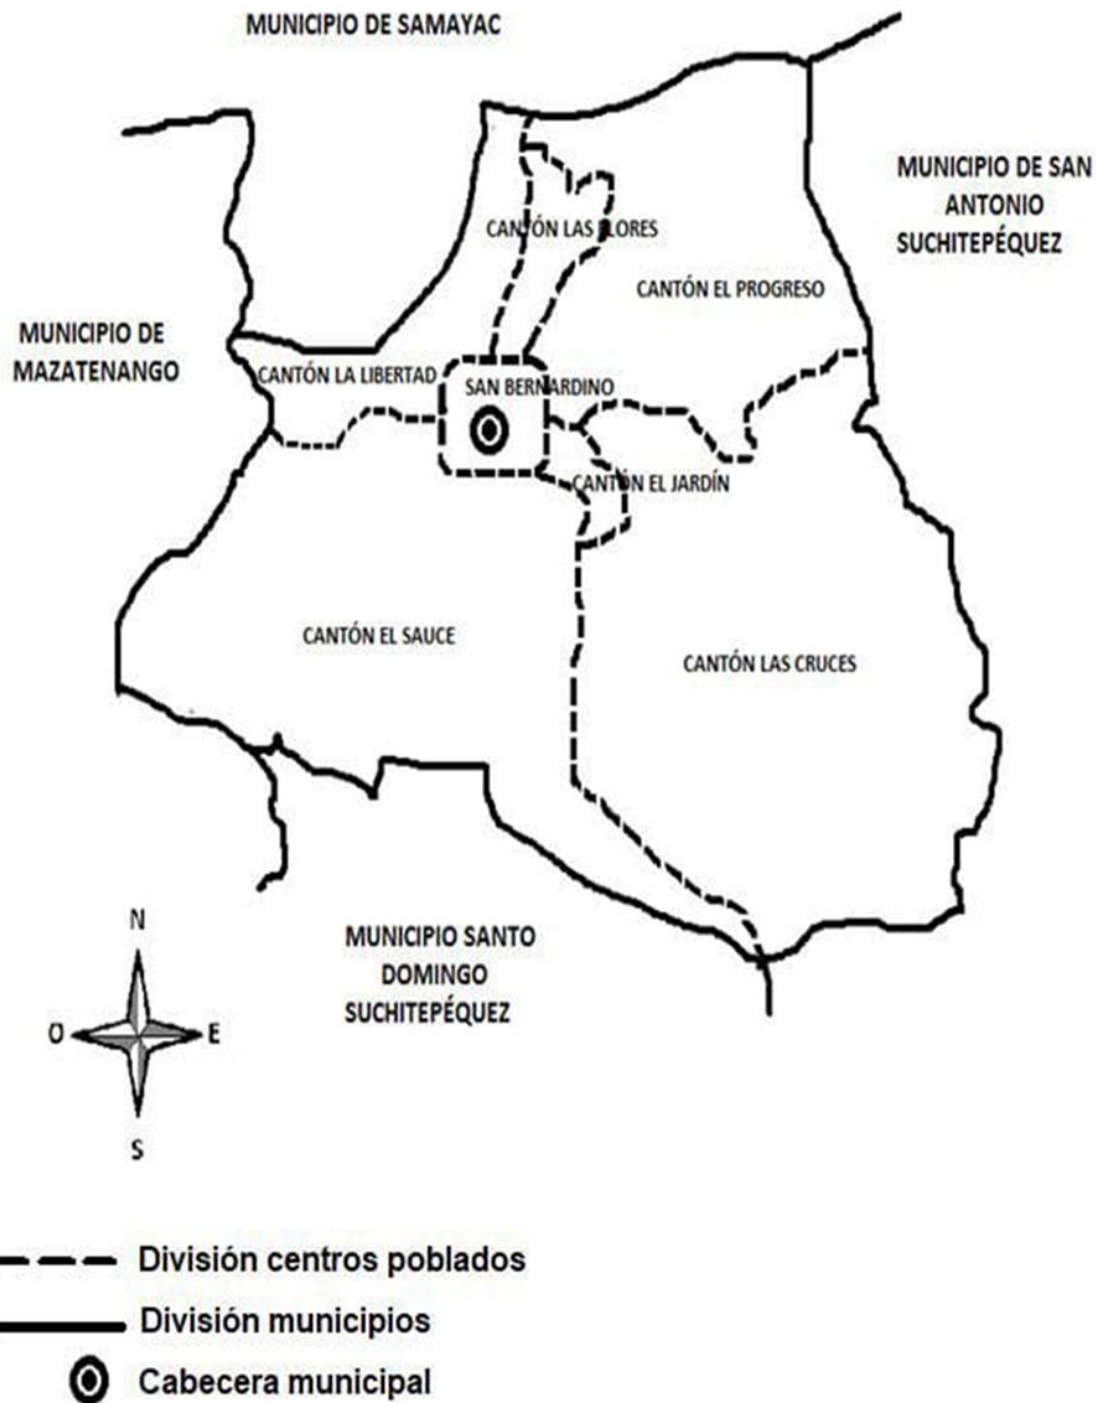 MUNICIPIO DE SAMAYAC
MUNICIPIO DE SAN
ANTONIO
SUCHITEPÉQUEZ
CANTÓN LAS FLORES
CANTÓN EL PROGRESO
MUNICIPIO DE
MAZATENANGO
CANTÓN LA LIBERTAD
SAN BERNARDINO
CANTÓN EL JARDÍN
CANTÓN EL SAUCE
CANTÓN LAS CRUCES
MUNICIPIO SANTO
DOMINGO
SUCHITEPÉQUEZ
N
O
E
S
División centros poblados
División municipios
Cabecera municipal